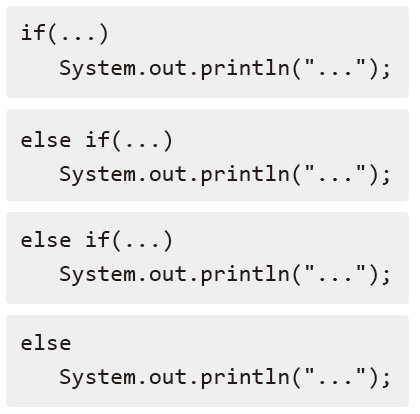 if(...)
System.out.println("...");
else if(...)
System.out.println("...");
else if(...)
System.out.println("...");
else
System.out.println("...");